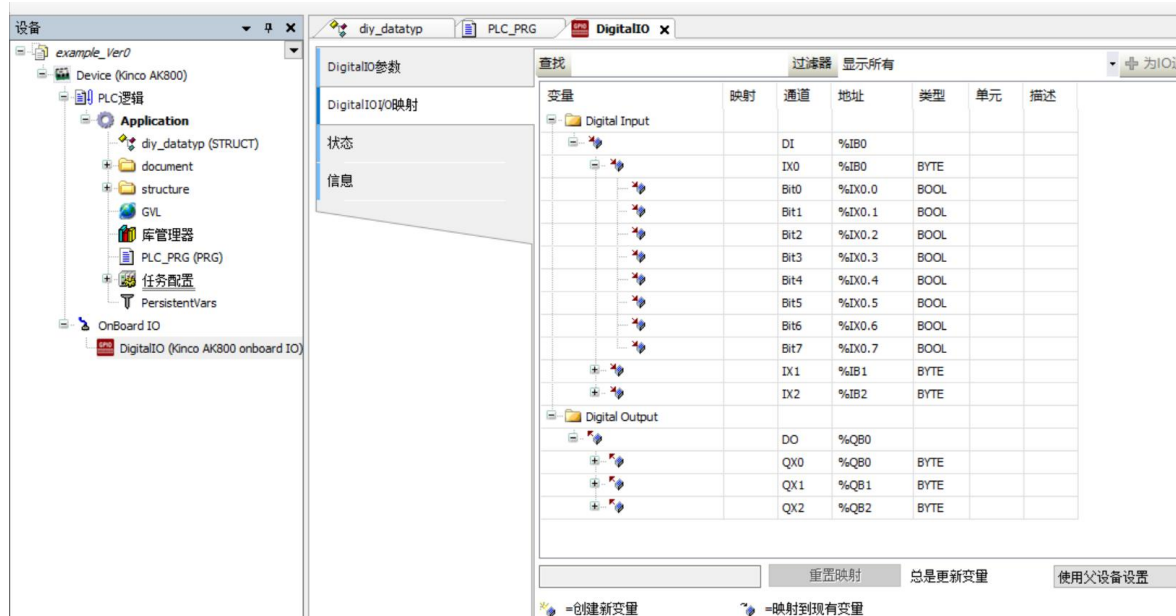 设备
diy_datatyp
PLC_PRG
DigitalIO
example_Ver0
Device (Kinco AK800)
PLC逻辑
Application
diy_datatyp (STRUCT)
document
structure
GVL
库管理器
PLC_PRG (PRG)
任务配置
PersistentVars
OnBoard IO
DigitalIO (Kinco AK800 onboard IO)
DigitalIO参数
DigitalIOI/O映射
状态
信息
查找 过滤器 显示所有 为IO
变量 映射 通道 地址 类型 单元 描述
Digital Input
DI %IB0
IX0 %IB0 BYTE
Bit0 %IX0.0 BOOL
Bit1 %IX0.1 BOOL
Bit2 %IX0.2 BOOL
Bit3 %IX0.3 BOOL
Bit4 %IX0.4 BOOL
Bit5 %IX0.5 BOOL
Bit6 %IX0.6 BOOL
Bit7 %IX0.7 BOOL
IX1 %IB1 BYTE
IX2 %IB2 BYTE
Digital Output
DO %QB0
QX0 %QB0 BYTE
QX1 %QB1 BYTE
QX2 %QB2 BYTE
重置映射 总是更新变量 使用父设备设置
=创建新变量 =映射到现有变量